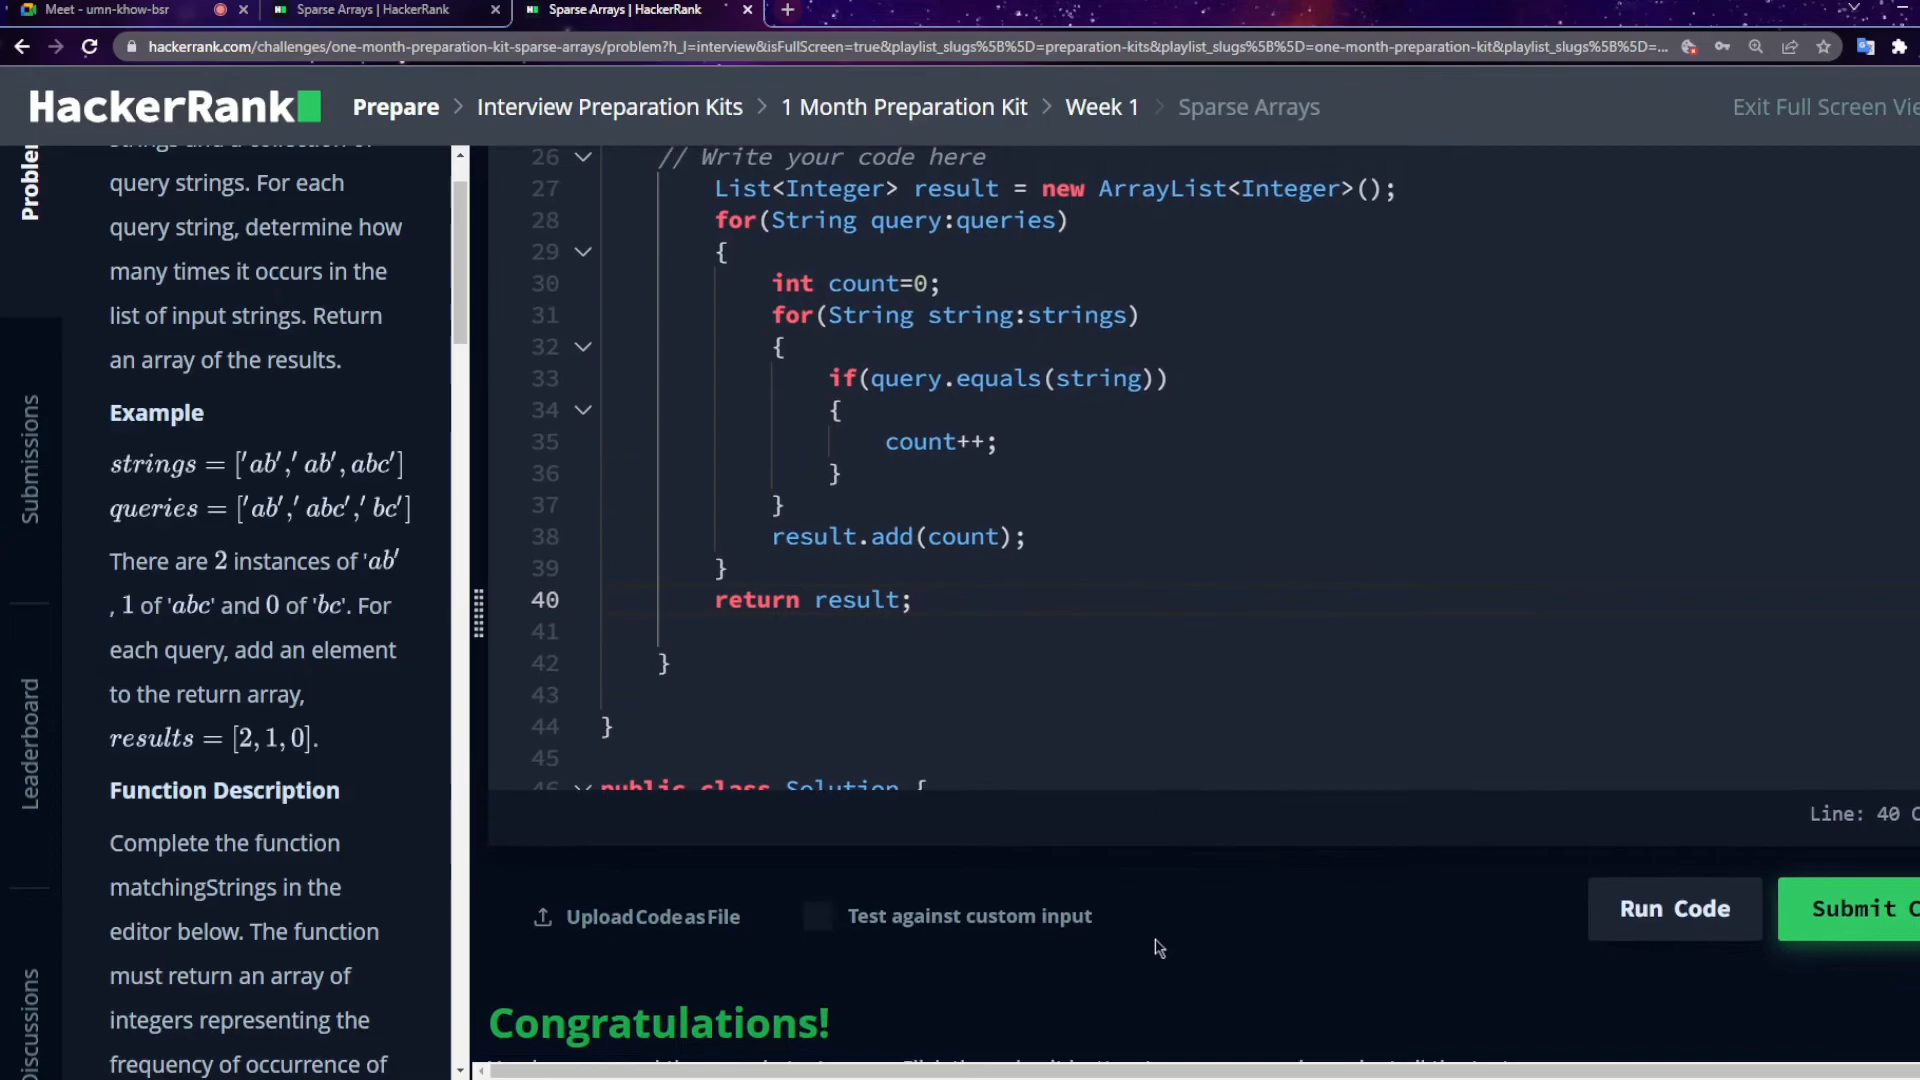 Meet - umn-khow-bsr
Sparse Arrays | HackerRank
Sparse Arrays | HackerRank
hackerrank.com/challenges/one-month-preparation-kit-sparse-arrays/problem?h_l=interview&isFullScreen=true&playlist_slugs%5B%5D=preparation-kits&playlist_slugs%5B%5D=one-month-preparation-kit&playlist_slugs%5B%5D=...
HackerRank
Prepare > Interview Preparation Kits > 1 Month Preparation Kit > Week 1 > Sparse Arrays
Exit Full Screen Vie
Problem
Submissions
Leaderboard
Discussions
strings and a collection of
query strings. For each
query string, determine how
many times it occurs in the
list of input strings. Return
an array of the results.
Example
strings = ['ab',' ab', abc']
queries = ['ab',' abc',' bc']
There are 2 instances of 'ab'
, 1 of 'abc' and 0 of 'bc'. For
each query, add an element
to the return array,
results = [2, 1, 0].
Function Description
Complete the function
matchingStrings in the
editor below. The function
must return an array of
integers representing the
frequency of occurrence of
26 // Write your code here
27 List<Integer> result = new ArrayList<Integer>();
28 for(String query:queries)
29 {
30 int count=0;
31 for(String string:strings)
32 {
33 if(query.equals(string))
34 {
35 count++;
36 }
37 }
38 result.add(count);
39 }
40 return result;
41
42 }
43
44 }
45
46 public class Solution {
Line: 40 C
Upload Code as File
Test against custom input
Run Code
Submit C
Congratulations!